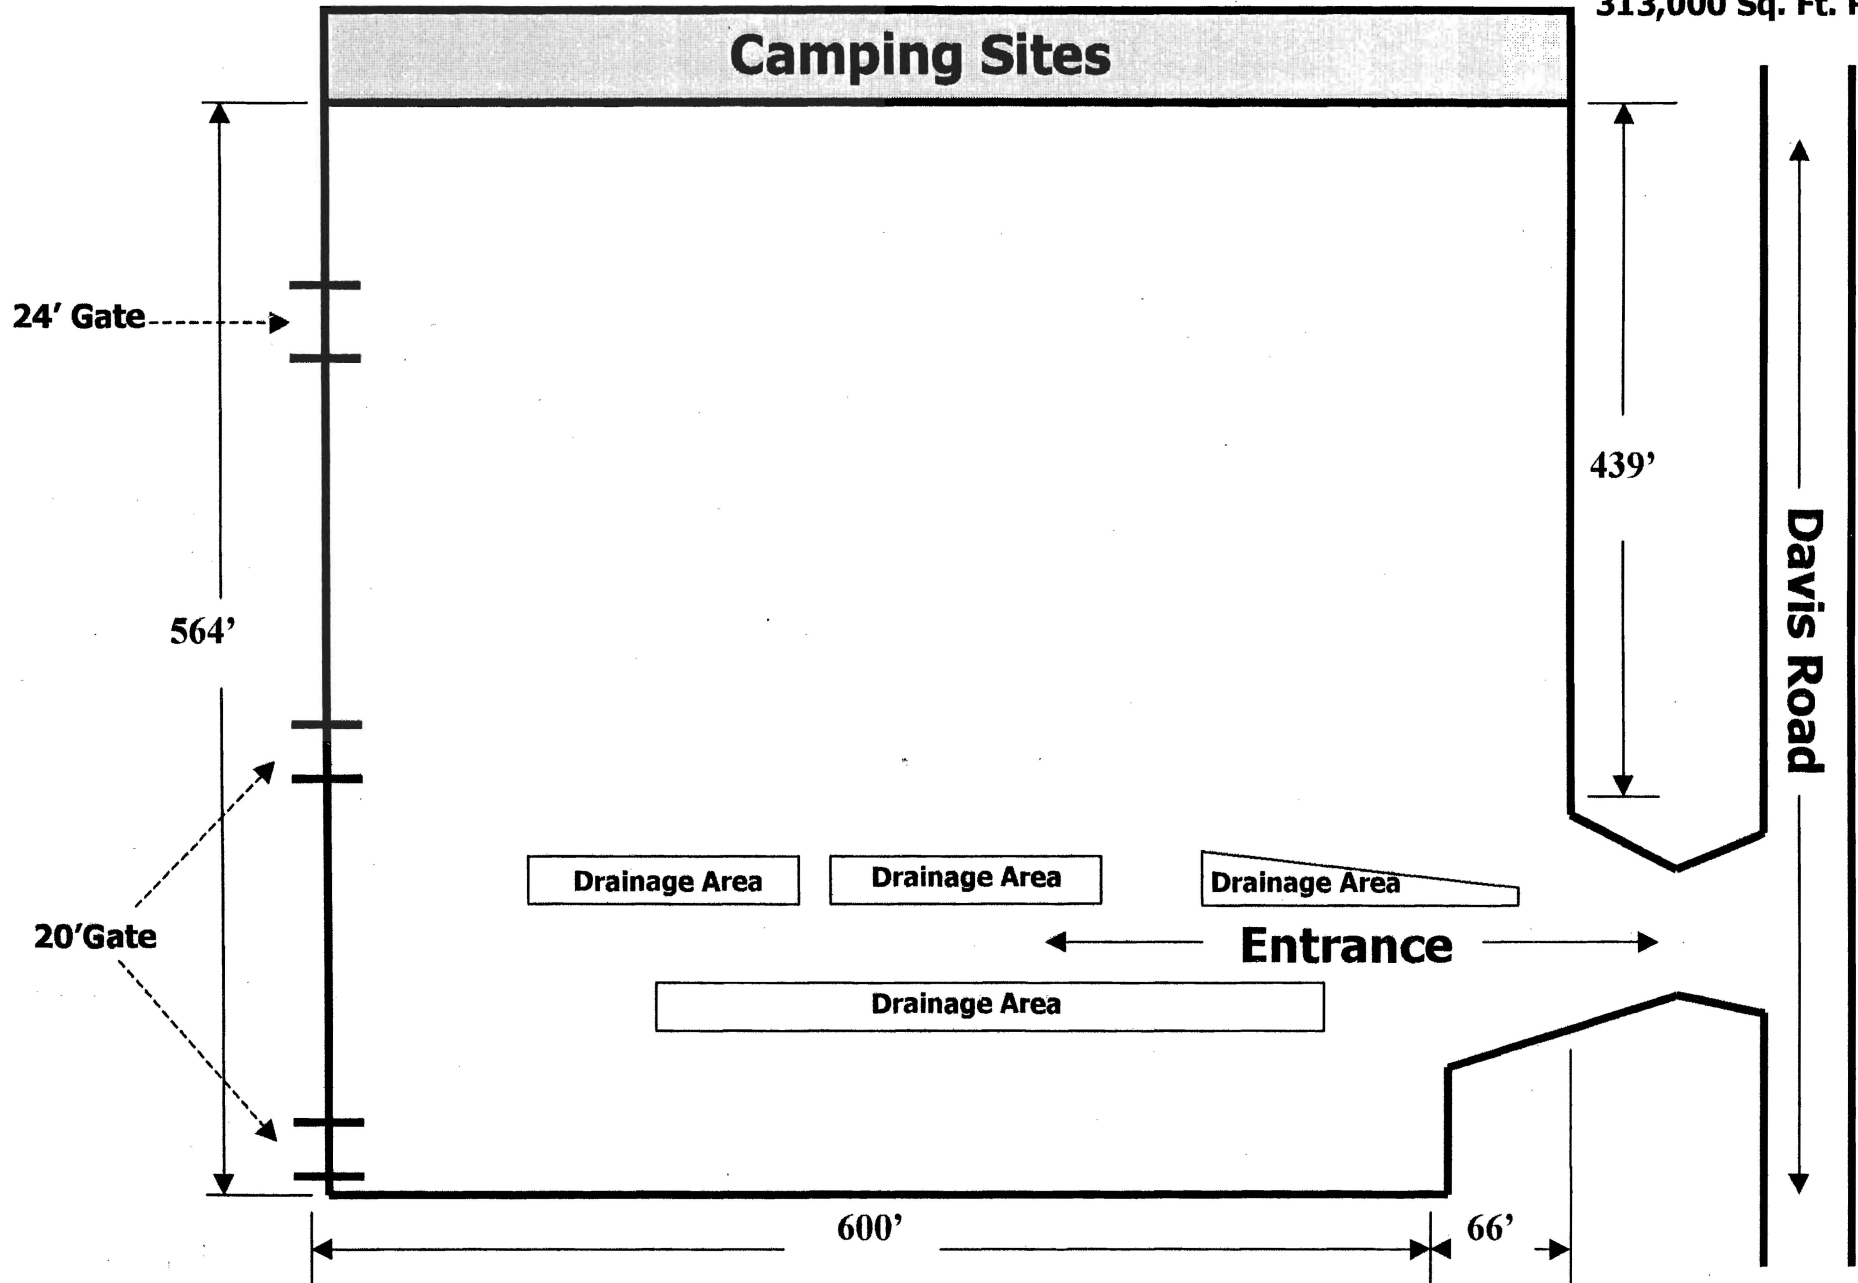 313,000 Sq. Ft.
Camping Sites
24' Gate
439'
Davis Road
564'
Drainage Area
Drainage Area
Drainage Area
20'Gate
Entrance
Drainage Area
600'
66'